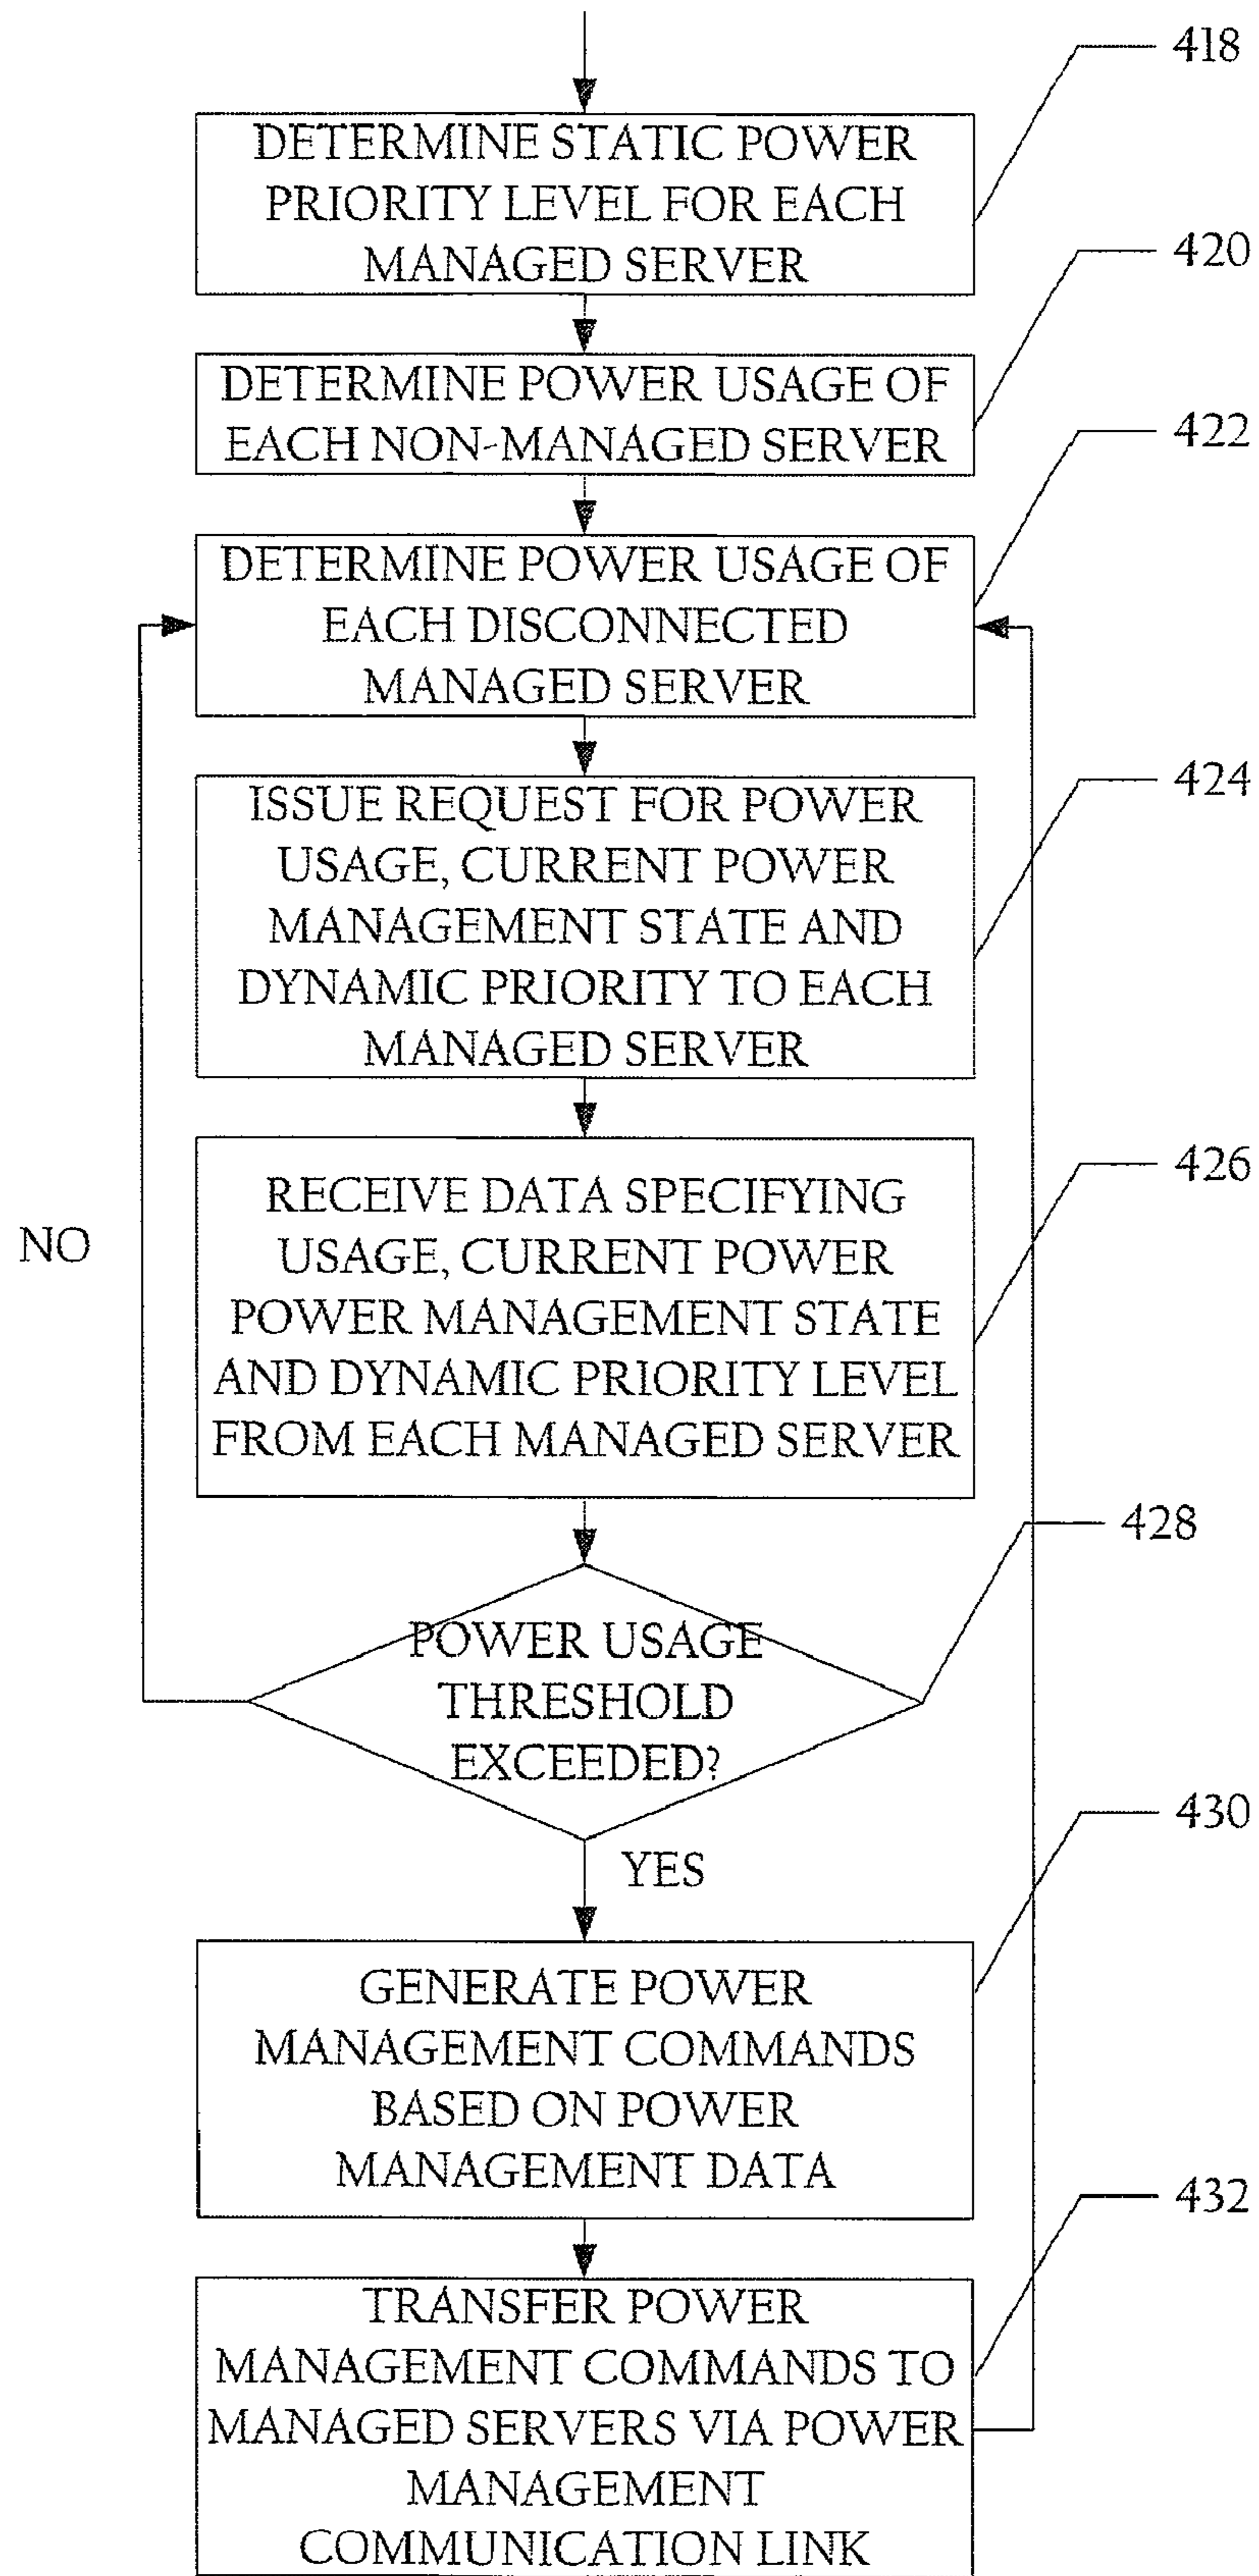 418
DETERMINE STATIC POWER
PRIORITY LEVEL FOR EACH
MANAGED SERVER
420
DETERMINE POWER USAGE OF
EACH NON-MANAGED SERVER
422
DETERMINE POWER USAGE OF
EACH DISCONNECTED
MANAGED SERVER
424
ISSUE REQUEST FOR POWER
USAGE, CURRENT POWER
MANAGEMENT STATE AND
DYNAMIC PRIORITY TO EACH
MANAGED SERVER
426
RECEIVE DATA SPECIFYING
USAGE, CURRENT POWER
POWER MANAGEMENT STATE
AND DYNAMIC PRIORITY LEVEL
FROM EACH MANAGED SERVER
NO
428
POWER USAGE
THRESHOLD
EXCEEDED?
YES
430
GENERATE POWER
MANAGEMENT COMMANDS
BASED ON POWER
MANAGEMENT DATA
432
TRANSFER POWER
MANAGEMENT COMMANDS TO
MANAGED SERVERS VIA POWER
MANAGEMENT
COMMUNICATION LINK